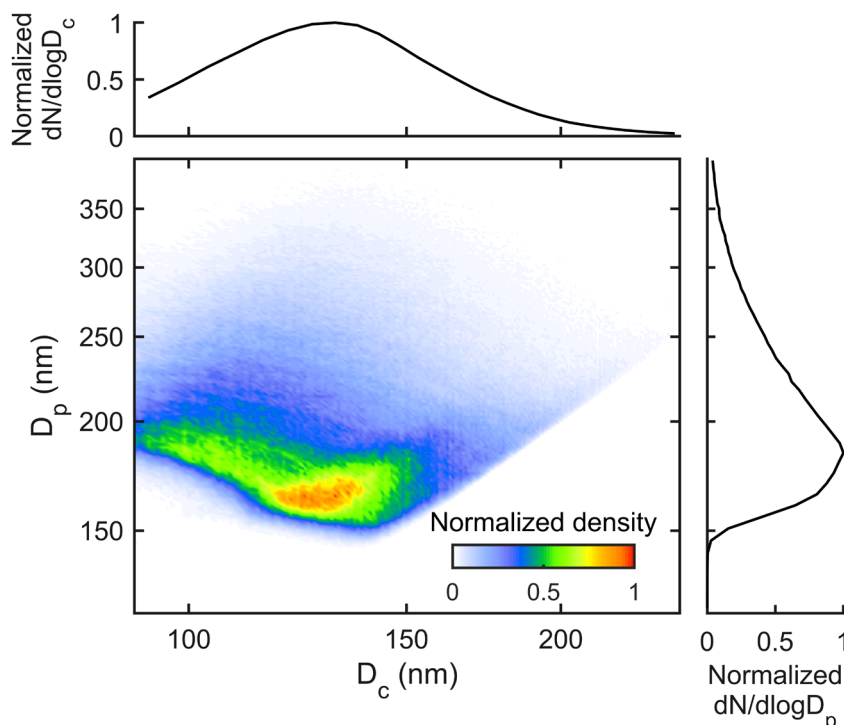 Normalized
dN/dlogD_c
1
0.5
0
350
300
250
200
150
D_p (nm)
Normalized density
0 0.5 1
100 150 200
D_c (nm)
0 0.5 1
Normalized
dN/dlogD_p